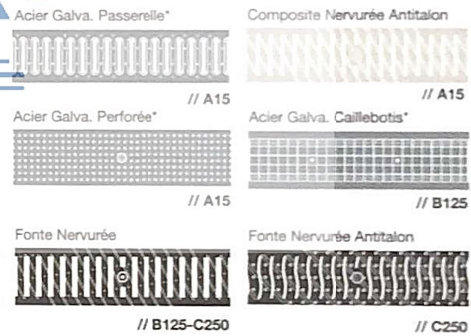 Acier Galva. Passerelle*
Composite Nervurée Antitalon
// A15
// A15
Acier Galva. Perforée*
Acier Galva. Caillebotis*
// A15
// B125
Fonte Nervurée
Fonte Nervurée Antitalon
// B125-C250
// C250